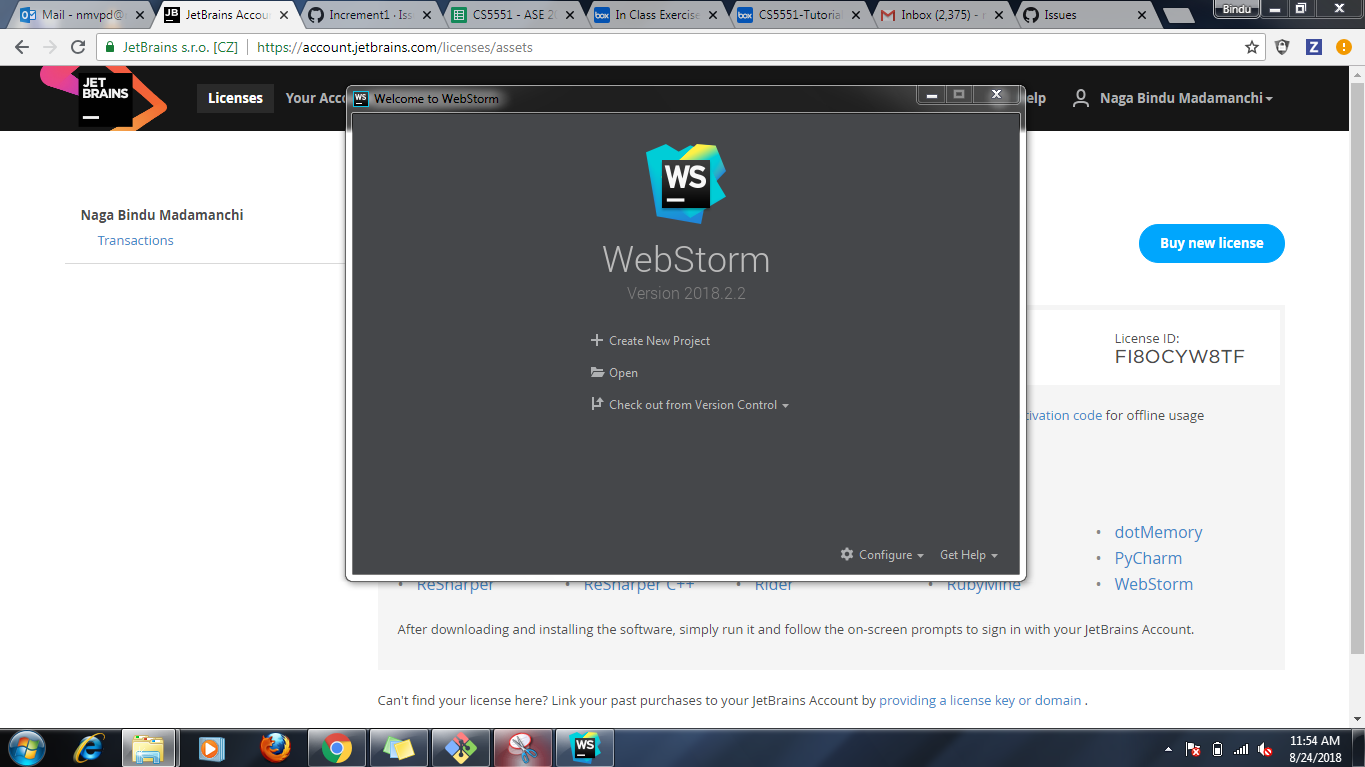 Mail - nmvpd@
JetBrains Accou
Increment1 · Iss
CS5551 - ASE 20
In Class Exercise
CS5551-Tutorial
Inbox (2,375) - n
Issues
Bindu
JetBrains s.r.o. [CZ]
https://account.jetbrains.com/licenses/assets
JET
BRAINS
Licenses
Your Acco
elp
Naga Bindu Madamanchi
WS
Welcome to WebStorm
WS
WebStorm
Version 2018.2.2
Create New Project
Open
Check out from Version Control
Configure
Get Help
Naga Bindu Madamanchi
Transactions
Buy new license
License ID:
FI8OCYW8TF
ivation code for offline usage
• dotMemory
• PyCharm
• ReSharper
• ReSharper C++
• Rider
• RubyMine
• WebStorm
After downloading and installing the software, simply run it and follow the on-screen prompts to sign in with your JetBrains Account.
Can't find your license here? Link your past purchases to your JetBrains Account by providing a license key or domain .
WS
11:54 AM
8/24/2018